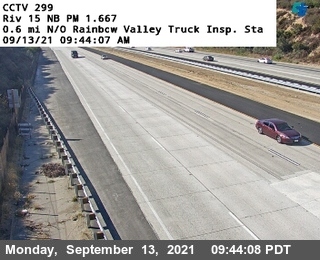 CCTV 299
Riv 15 NB PM 1.667
0.6 mi N/O Rainbow Valley Truck Insp. Sta
09/13/21 09:44:07 AM
Monday, September 13, 2021 09:44:08 PDT